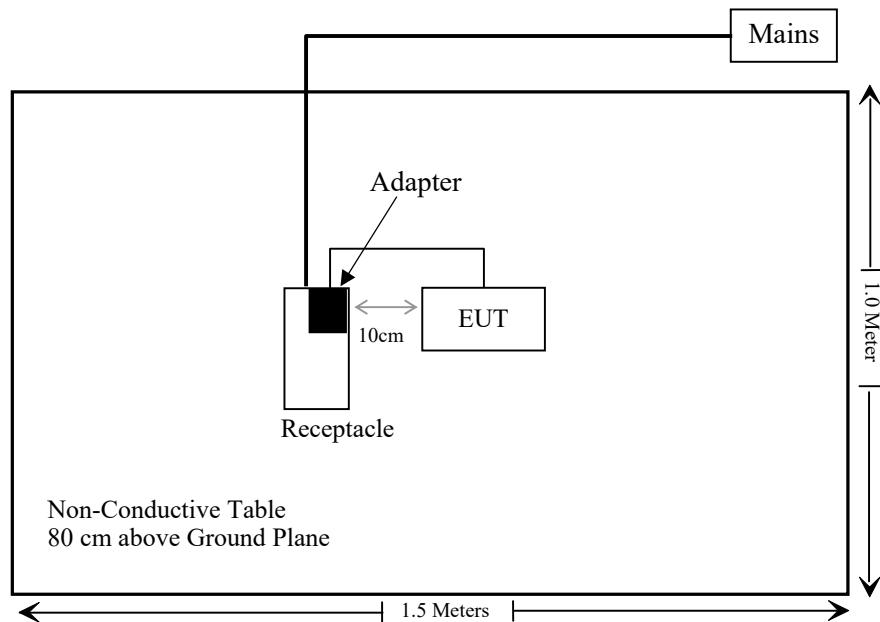 Mains
Adapter
EUT
10cm
Receptacle
1.0 Meter
Non-Conductive Table
80 cm above Ground Plane
1.5 Meters